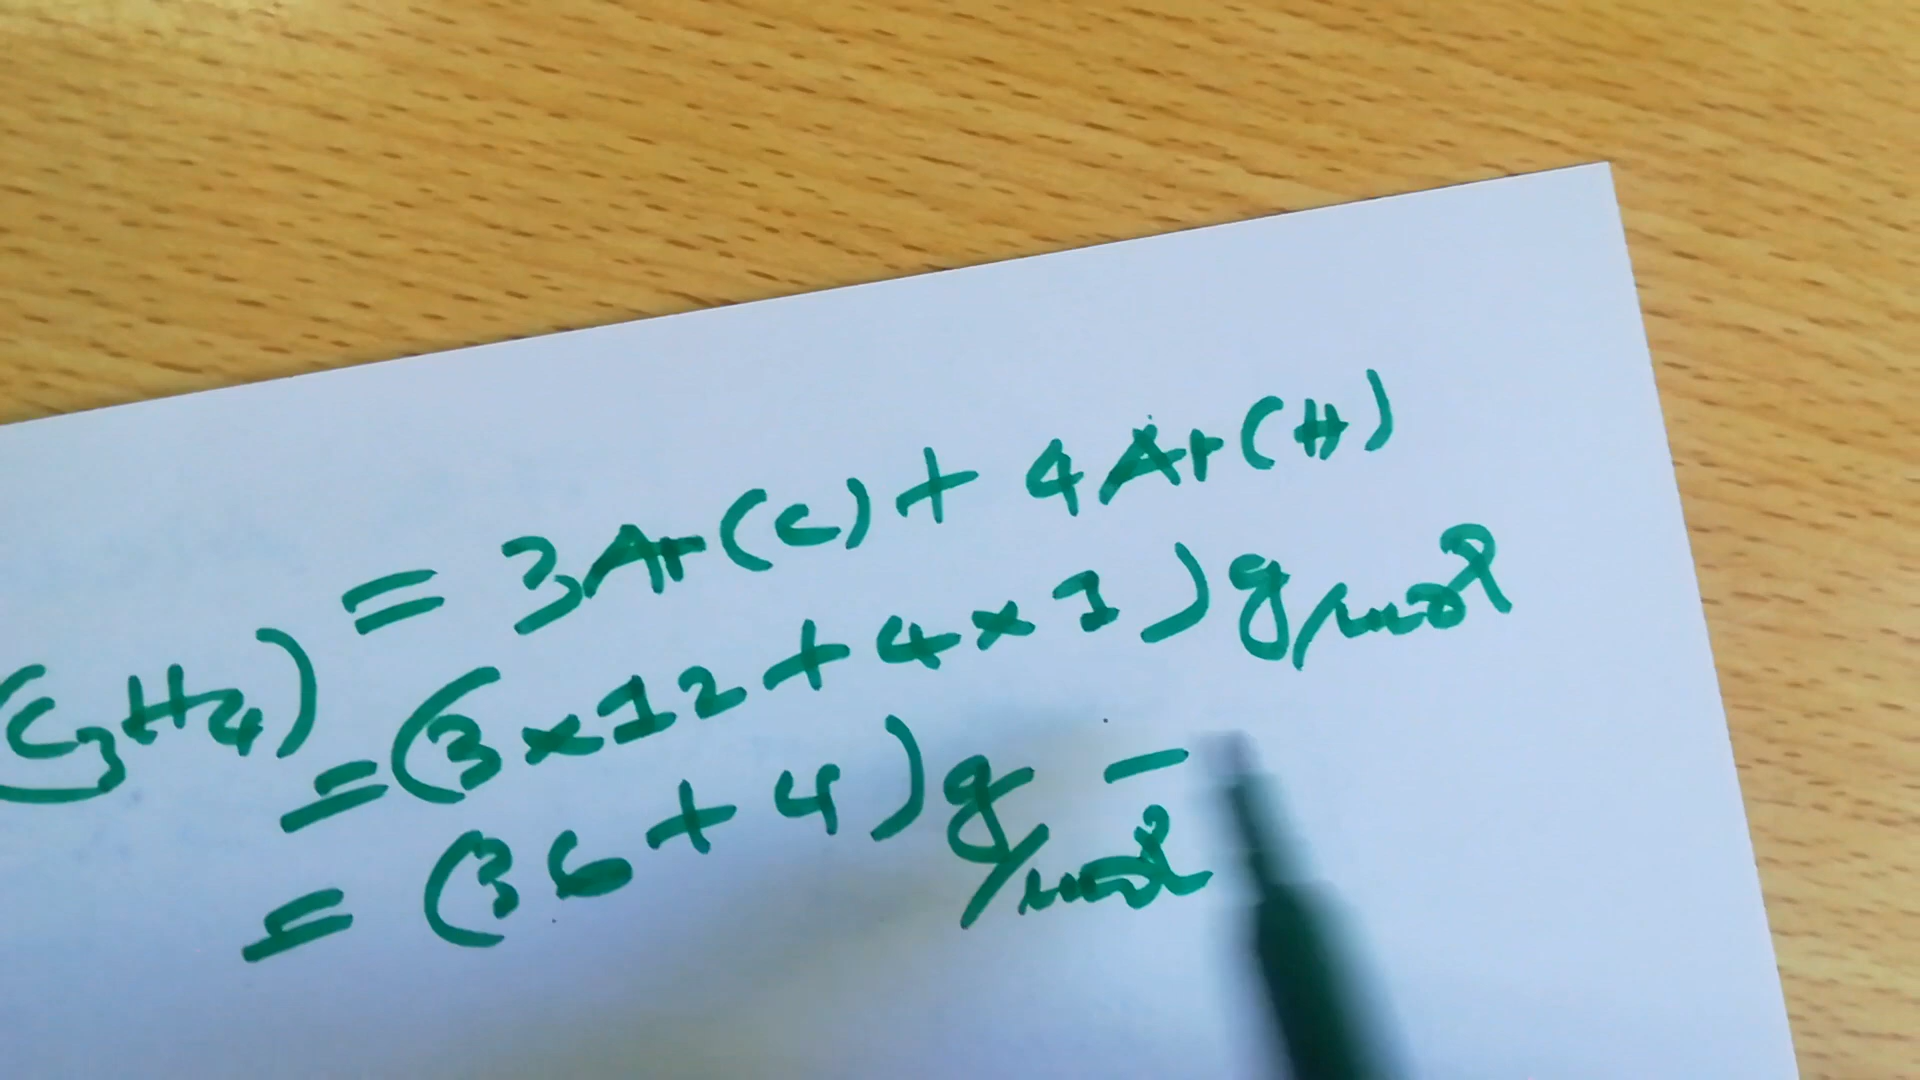 (C₃H₄) = 3Ar(C) + 4Ar(H)
= (3×12 + 4×1) g/mol
= (36 + 4) g/mol –